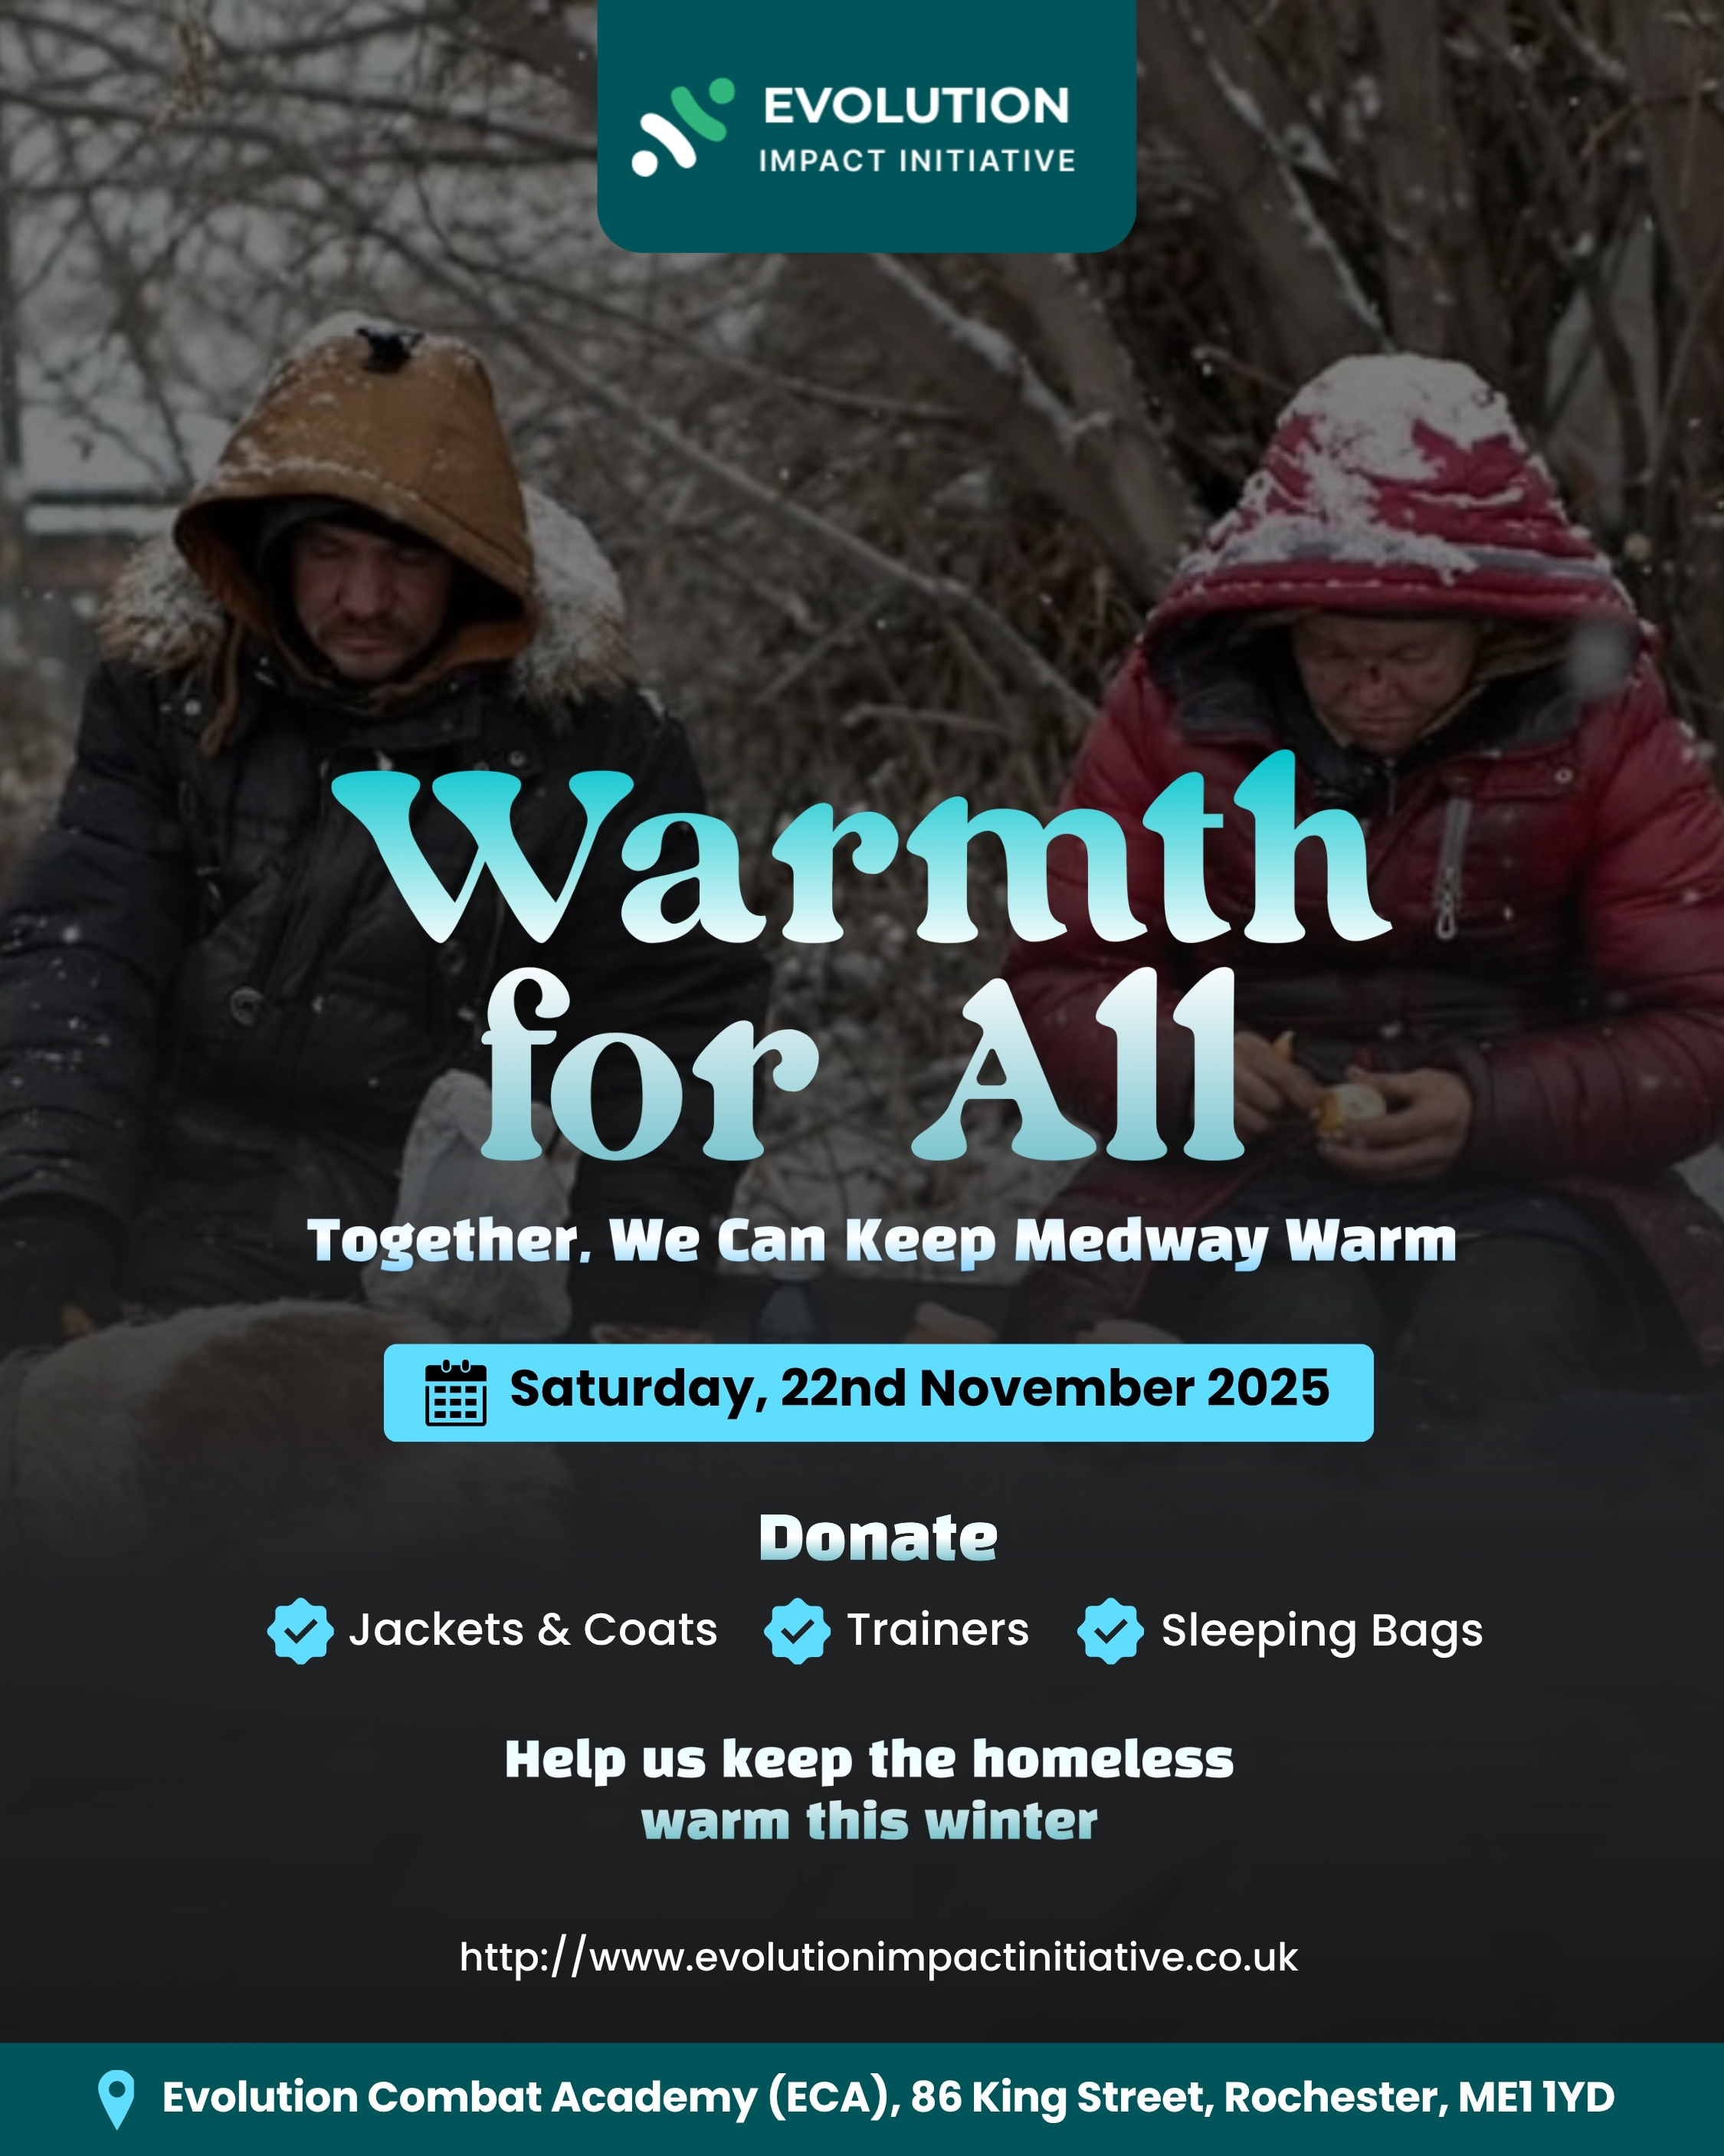 EVOLUTION
IMPACT INITIATIVE
Warmth
for All
Together, We Can Keep Medway Warm
Saturday, 22nd November 2025
Donate
Jackets & Coats Trainers Sleeping Bags
Help us keep the homeless
warm this winter
http://www.evolutionimpactinitiative.co.uk
Evolution Combat Academy (ECA), 86 King Street, Rochester, ME1 1YD